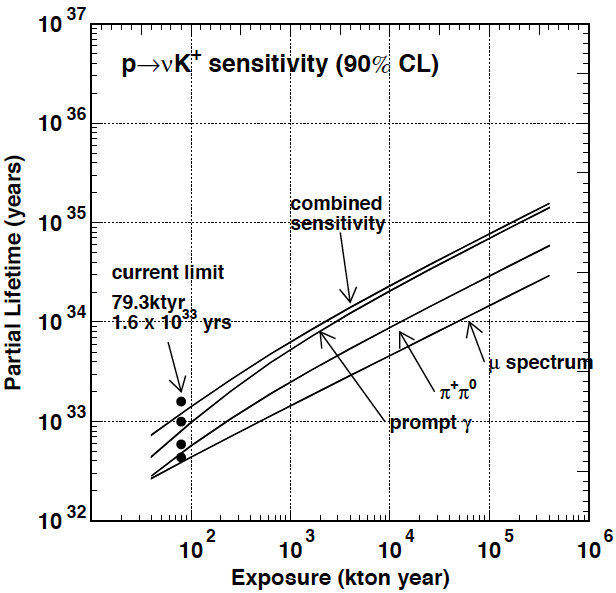 p→νK⁺ sensitivity (90% CL)
10³⁷
10³⁶
10³⁵
10³⁴
10³³
10³²
Partial Lifetime (years)
combined
sensitivity
current limit
79.3ktyr
1.6 x 10³³ yrs
μ spectrum
π⁺π⁰
prompt γ
10² 10³ 10⁴ 10⁵ 10⁶
Exposure (kton year)